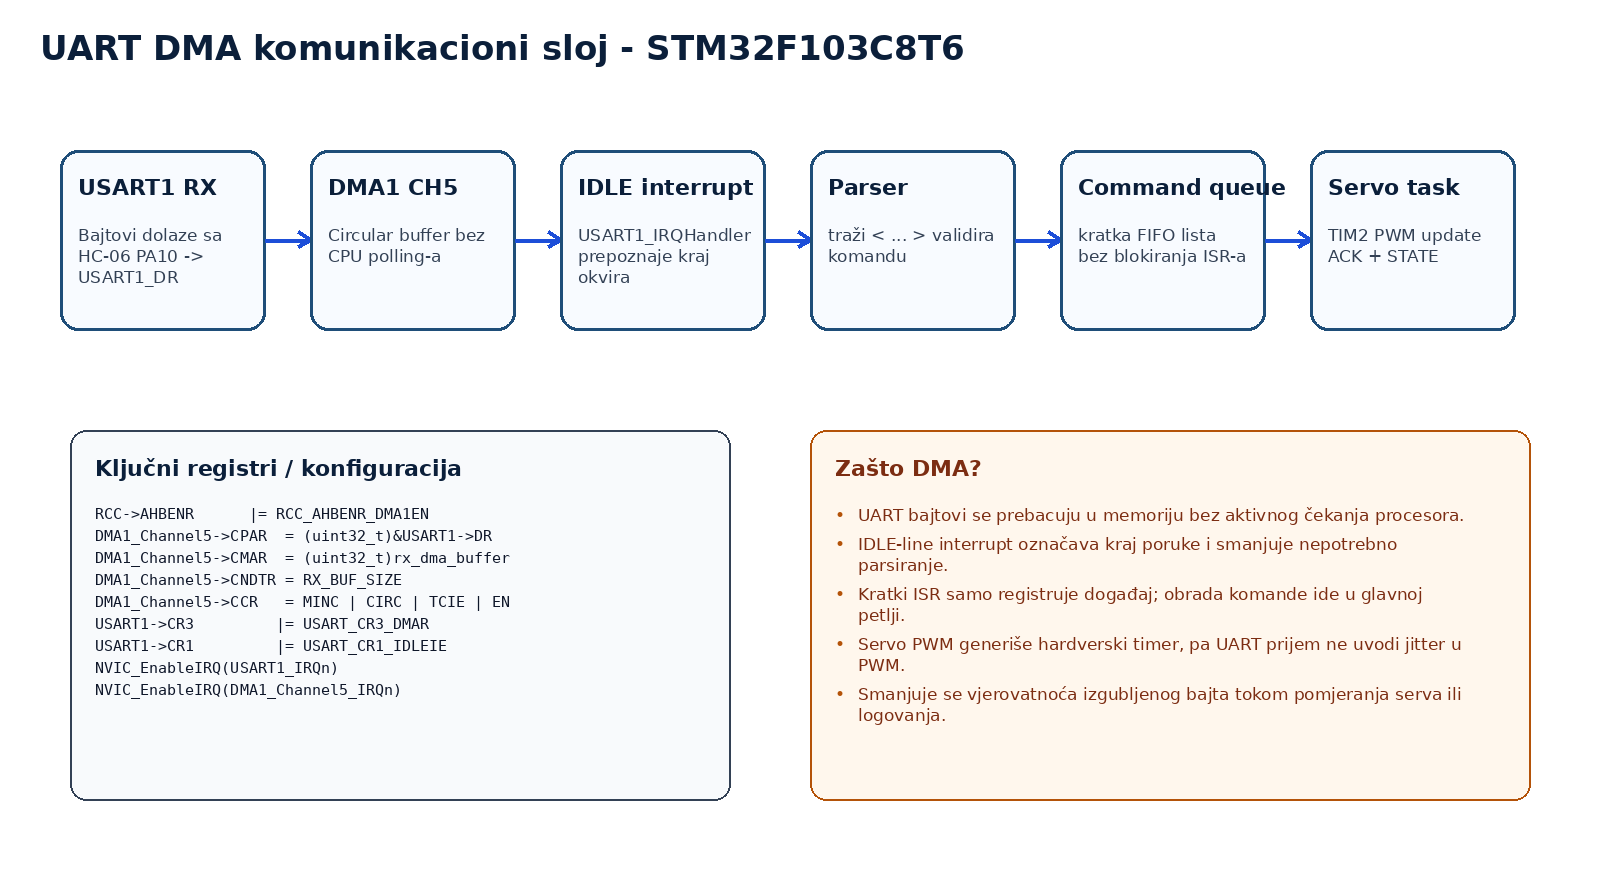 UART DMA komunikacioni sloj - STM32F103C8T6
USART1 RX
Bajtovi dolaze sa
HC-06 PA10 ->
USART1_DR
DMA1 CH5
Circular buffer bez
CPU polling-a
IDLE interrupt
USART1_IRQHandler
prepoznaje kraj
okvira
Parser
traži < ... > validira
komandu
Command queue
kratka FIFO lista
bez blokiranja ISR-a
Servo task
TIM2 PWM update
ACK + STATE
Ključni registri / konfiguracija
RCC->AHBENR      |= RCC_AHBENR_DMA1EN
DMA1_Channel5->CPAR  = (uint32_t)&USART1->DR
DMA1_Channel5->CMAR  = (uint32_t)rx_dma_buffer
DMA1_Channel5->CNDTR = RX_BUF_SIZE
DMA1_Channel5->CCR   = MINC | CIRC | TCIE | EN
USART1->CR3         |= USART_CR3_DMAR
USART1->CR1         |= USART_CR1_IDLEIE
NVIC_EnableIRQ(USART1_IRQn)
NVIC_EnableIRQ(DMA1_Channel5_IRQn)
Zašto DMA?
• UART bajtovi se prebacuju u memoriju bez aktivnog čekanja procesora.
• IDLE-line interrupt označava kraj poruke i smanjuje nepotrebno
parsiranje.
• Kratki ISR samo registruje događaj; obrada komande ide u glavnoj
petlji.
• Servo PWM generiše hardverski timer, pa UART prijem ne uvodi jitter u
PWM.
• Smanjuje se vjerovatnoća izgubljenog bajta tokom pomjeranja serva ili
logovanja.